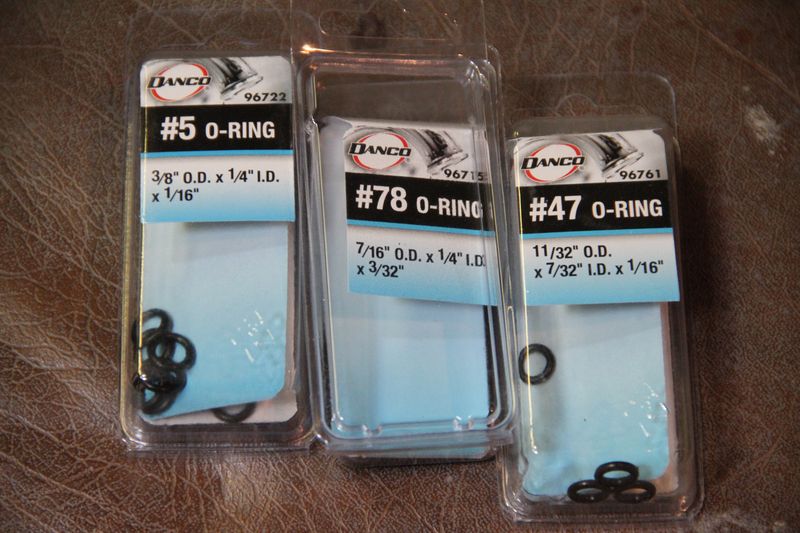 DANCO
96722
#5 O-RING
3/8" O.D. x 1/4" I.D.
x 1/16"
DANCO
#78 O-RING
7/16" O.D. x 1/4" I.D.
x 3/32"
DANCO
96761
#47 O-RING
11/32" O.D.
x 7/32" I.D. x 1/16"